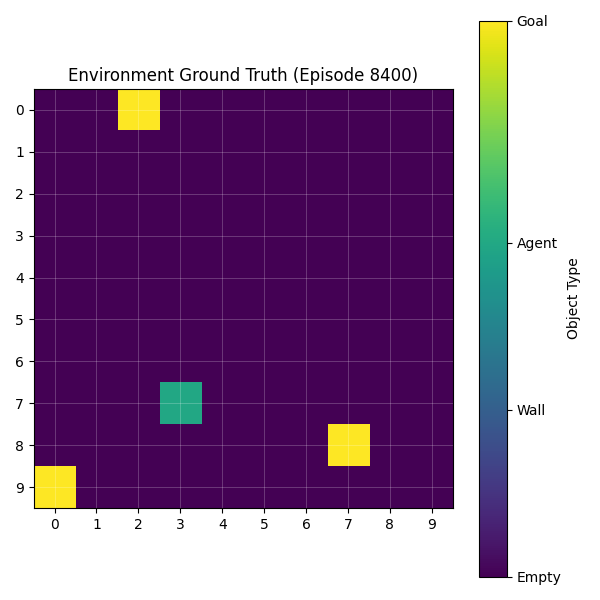 Environment Ground Truth (Episode 8400)
0
1
2
3
4
5
6
7
8
9
0 1 2 3 4 5 6 7 8 9
Goal
Agent
Wall
Empty
Object Type